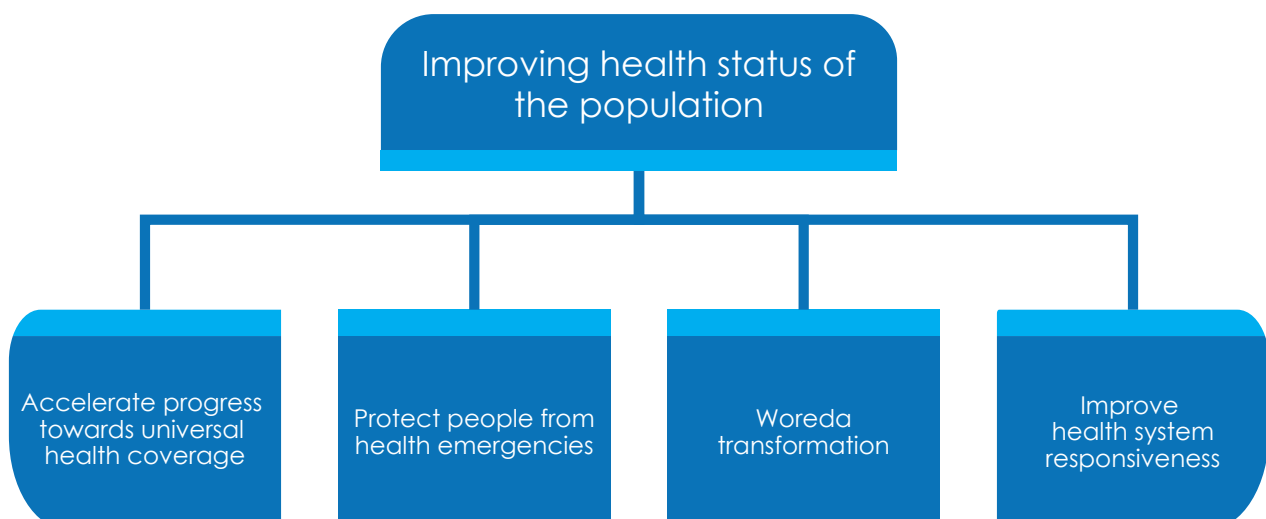 Improving health status of
the population
Accelerate progress
towards universal
health coverage
Protect people from
health emergencies
Woreda
transformation
Improve
health system
responsiveness